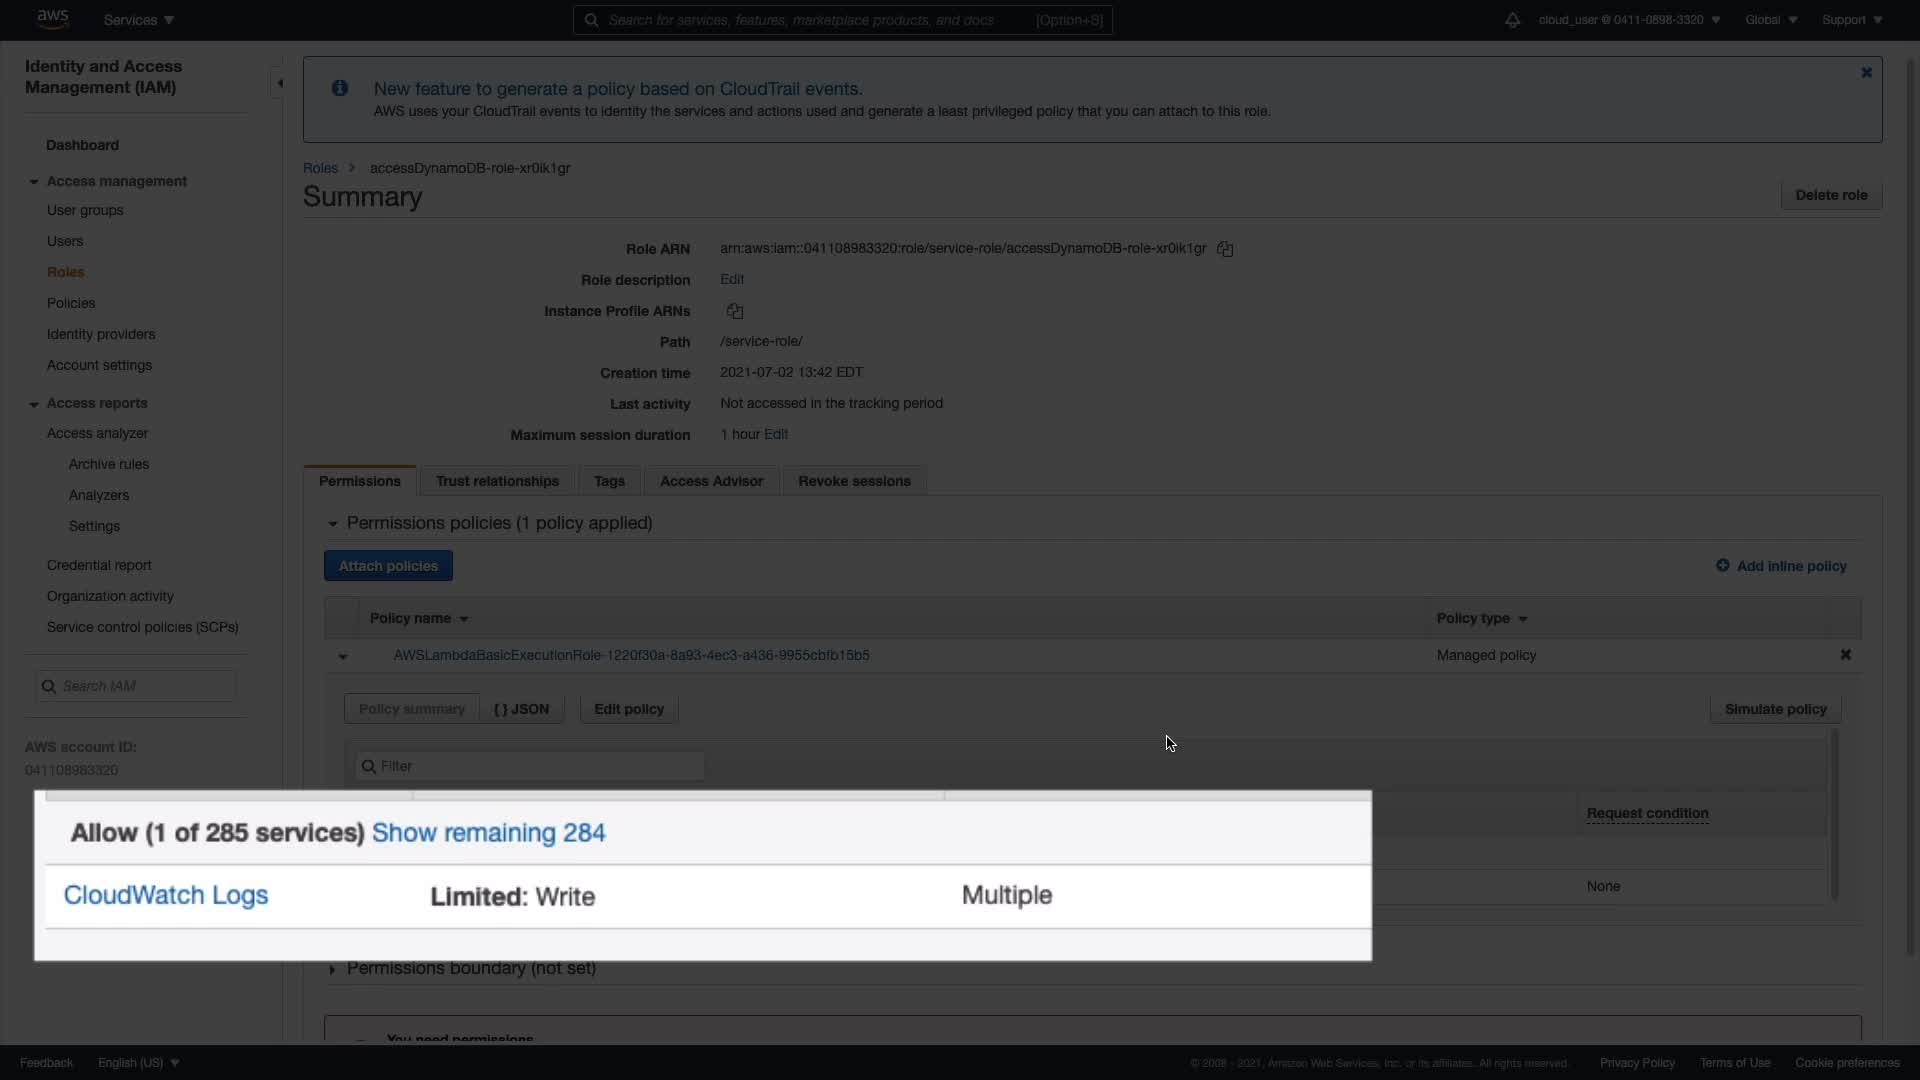 aws
Services
Search for services, features, marketplace products, and docs
[Option+S]
cloud_user @ 0411-0898-3320
Global
Support
Identity and Access
Management (IAM)
Dashboard
Access management
User groups
Users
Roles
Policies
Identity providers
Account settings
Access reports
Access analyzer
Archive rules
Analyzers
Settings
Credential report
Organization activity
Service control policies (SCPs)
Search IAM
AWS account ID:
041108983320
New feature to generate a policy based on CloudTrail events.
AWS uses your CloudTrail events to identify the services and actions used and generate a least privileged policy that you can attach to this role.
Roles > accessDynamoDB-role-xr0ik1gr
Summary
Delete role
Role ARN arn:aws:iam::041108983320:role/service-role/accessDynamoDB-role-xr0ik1gr
Role description Edit
Instance Profile ARNs
Path /service-role/
Creation time 2021-07-02 13:42 EDT
Last activity Not accessed in the tracking period
Maximum session duration 1 hour Edit
Permissions
Trust relationships
Tags
Access Advisor
Revoke sessions
Permissions policies (1 policy applied)
Attach policies
Add inline policy
Policy name
Policy type
AWSLambdaBasicExecutionRole-1220f30a-8a93-4ec3-a436-9955cbfb15b5
Managed policy
Policy summary
{ } JSON
Edit policy
Simulate policy
Filter
Request condition
Allow (1 of 285 services) Show remaining 284
CloudWatch Logs
Limited: Write
Multiple
None
Permissions boundary (not set)
You need permissions
Feedback
English (US)
© 2008 - 2021, Amazon Web Services, Inc. or its affiliates. All rights reserved.
Privacy Policy
Terms of Use
Cookie preferences